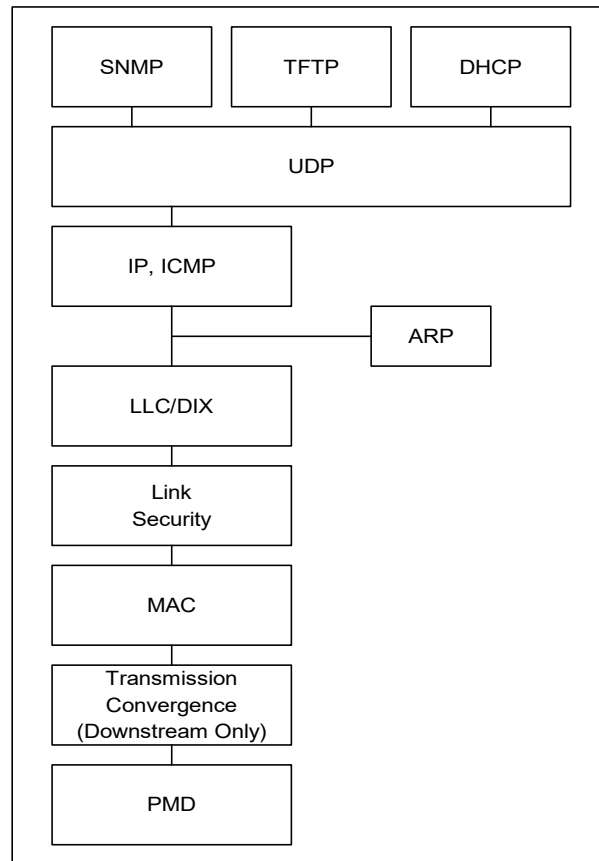 SNMP
TFTP
DHCP
UDP
IP, ICMP
ARP
LLC/DIX
Link
Security
MAC
Transmission
Convergence
(Downstream Only)
PMD